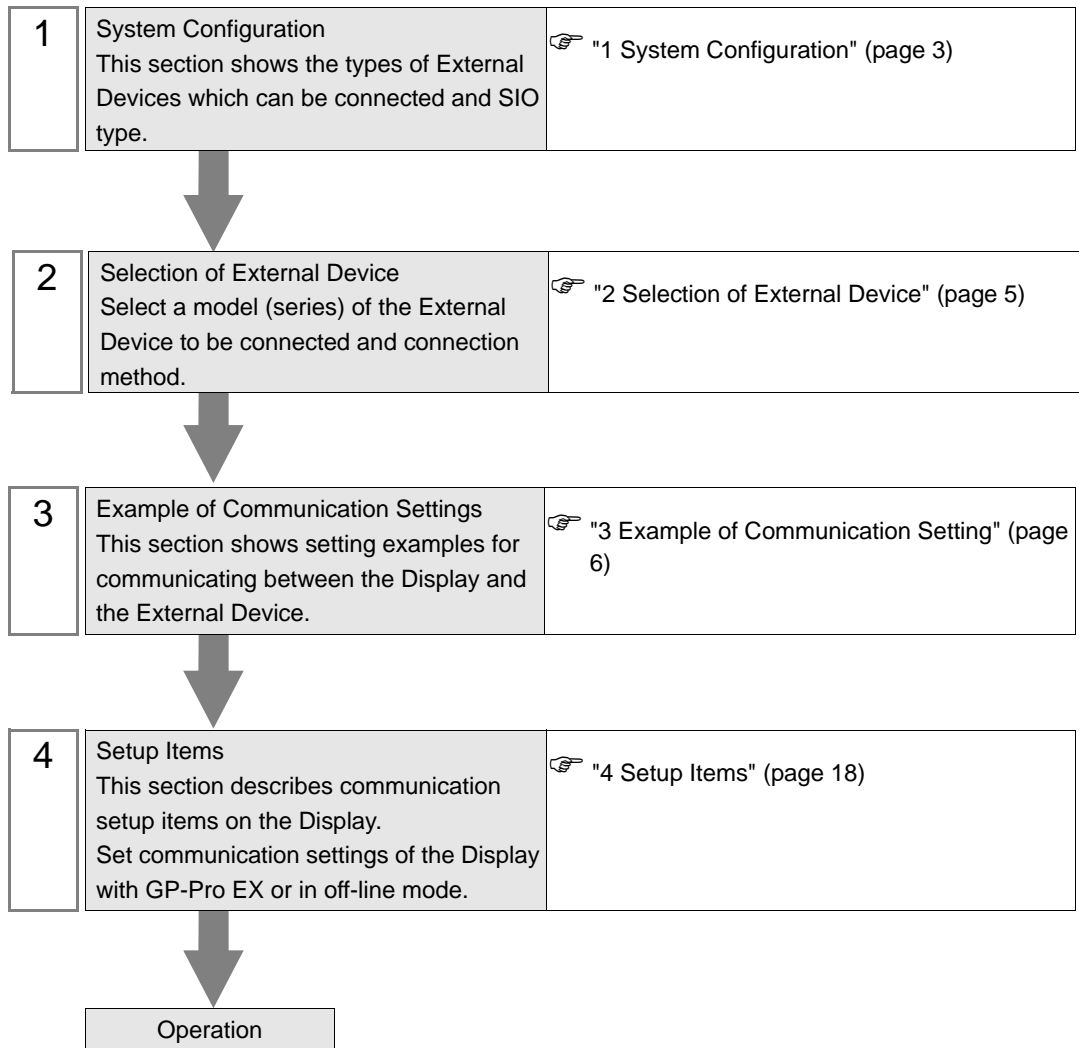 1
System Configuration
This section shows the types of External
Devices which can be connected and SIO
type.
"1 System Configuration" (page 3)
2
Selection of External Device
Select a model (series) of the External
Device to be connected and connection
method.
"2 Selection of External Device" (page 5)
3
Example of Communication Settings
This section shows setting examples for
communicating between the Display and
the External Device.
"3 Example of Communication Setting" (page
6)
4
Setup Items
This section describes communication
setup items on the Display.
Set communication settings of the Display
with GP-Pro EX or in off-line mode.
"4 Setup Items" (page 18)
Operation